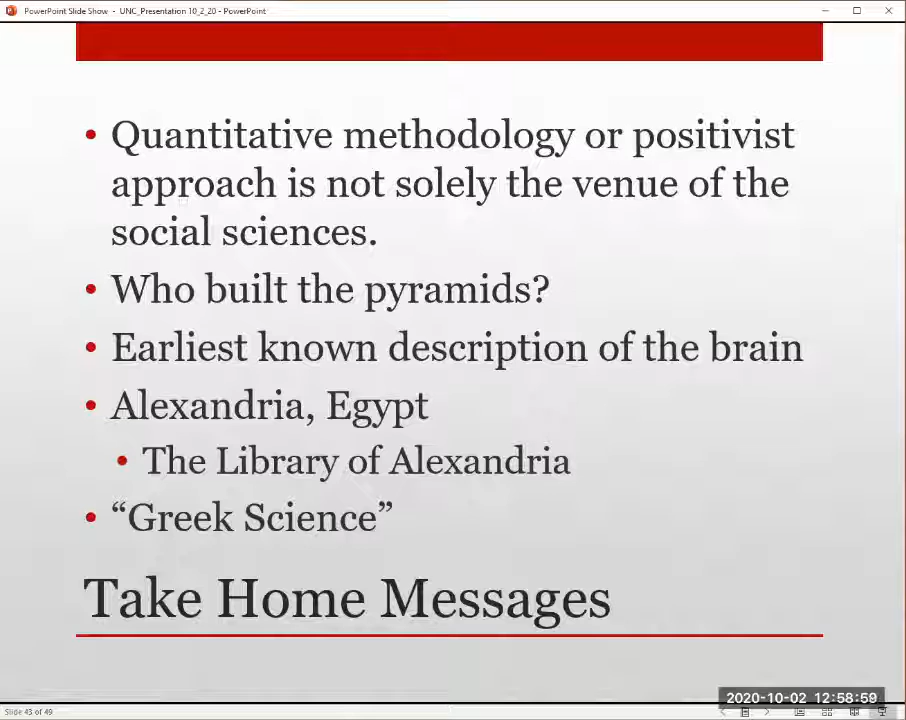 PowerPoint Slide Show - UNC_Presentation 10_2_20 - PowerPoint
• Quantitative methodology or positivist
approach is not solely the venue of the
social sciences.
• Who built the pyramids?
• Earliest known description of the brain
• Alexandria, Egypt
• The Library of Alexandria
• “Greek Science”
Take Home Messages
2020-10-02 12:58:59
Slide 43 of 49